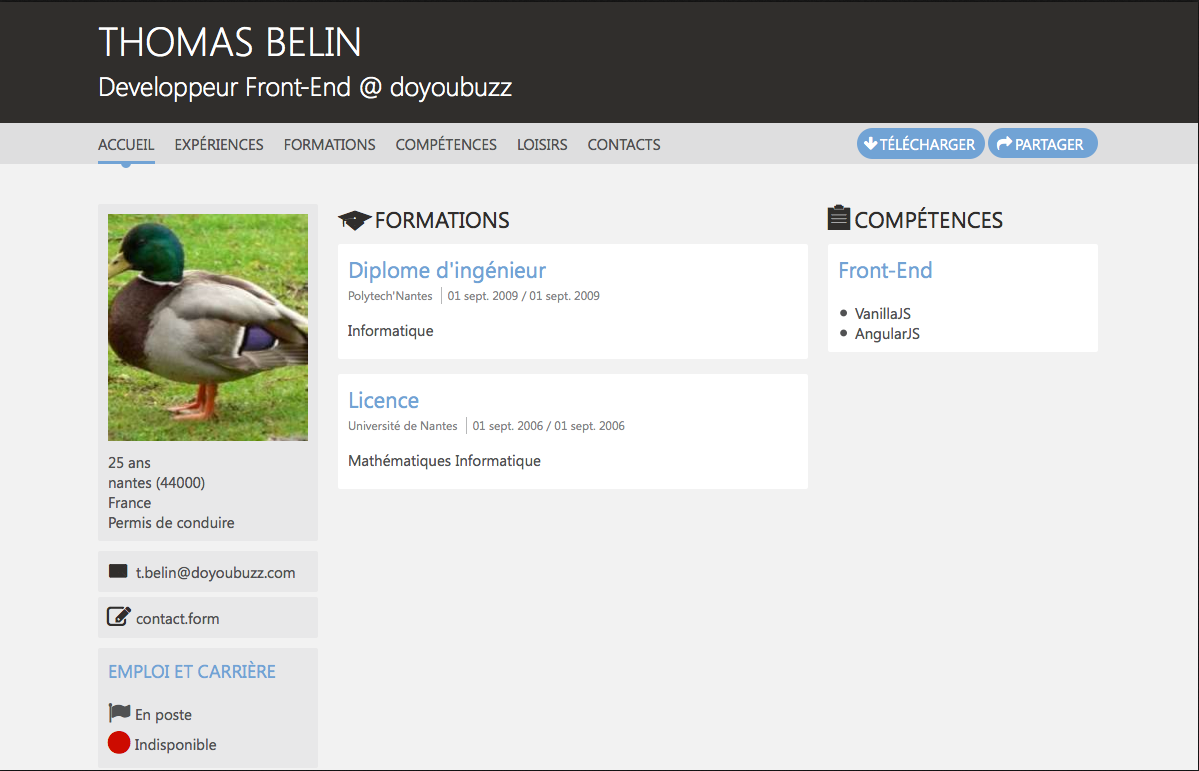 THOMAS BELIN
Developpeur Front-End @ doyoubuzz
ACCUEIL EXPÉRIENCES FORMATIONS COMPÉTENCES LOISIRS CONTACTS TÉLÉCHARGER PARTAGER
25 ans
nantes (44000)
France
Permis de conduire
t.belin@doyoubuzz.com
contact.form
EMPLOI ET CARRIÈRE
En poste
Indisponible
FORMATIONS
Diplome d'ingénieur
Polytech'Nantes 01 sept. 2009 / 01 sept. 2009
Informatique
Licence
Université de Nantes 01 sept. 2006 / 01 sept. 2006
Mathématiques Informatique
COMPÉTENCES
Front-End
VanillaJS
AngularJS